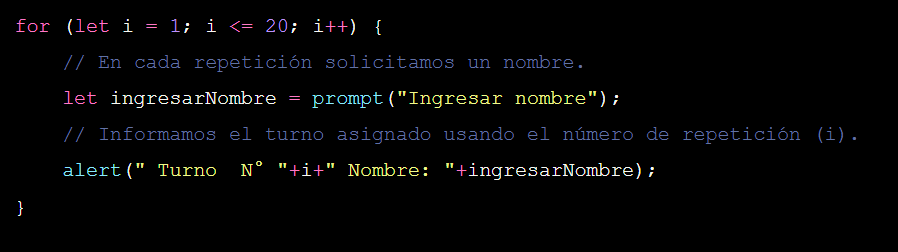 for (let i = 1; i <= 20; i++) {
    // En cada repetición solicitamos un nombre.
    let ingresarNombre = prompt("Ingresar nombre");
    // Informamos el turno asignado usando el número de repetición (i).
    alert(" Turno  N° "+i+" Nombre: "+ingresarNombre);
}